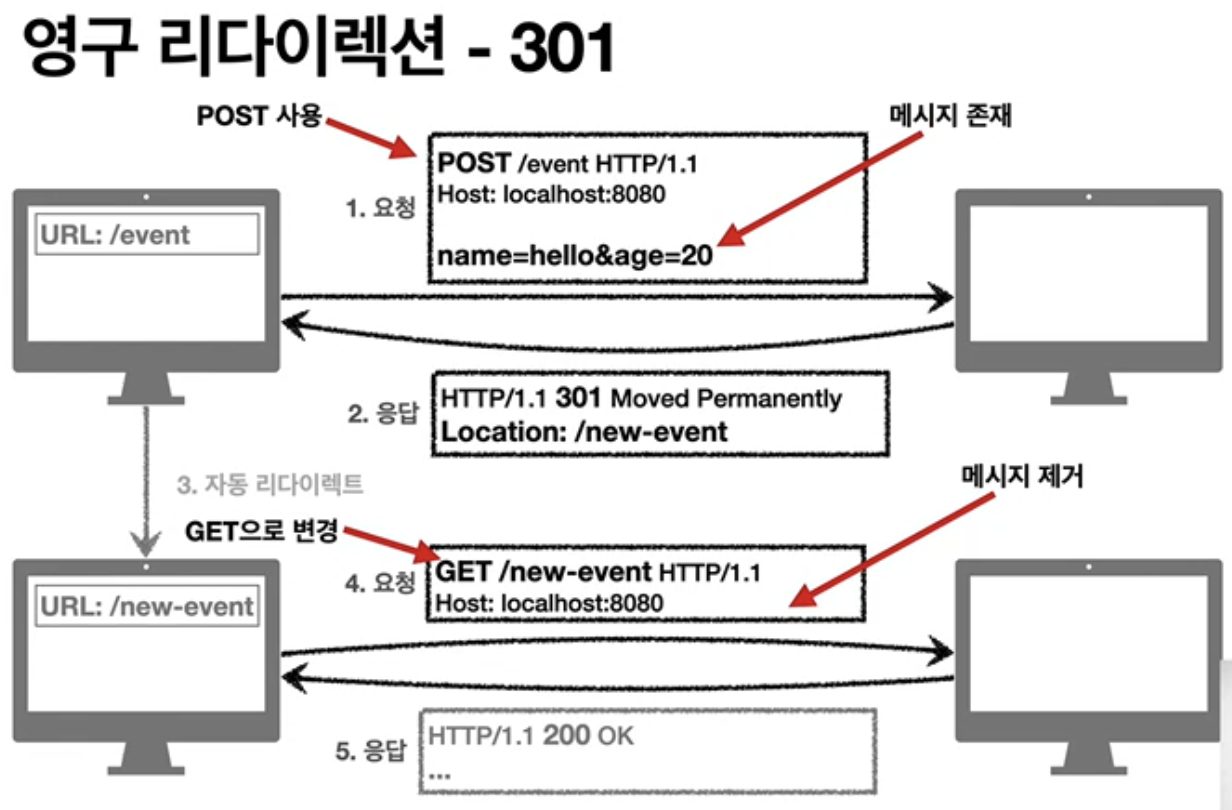 영구 리다이렉션 - 301
POST 사용
메시지 존재
1. 요청
POST /event HTTP/1.1
Host: localhost:8080
name=hello&age=20
URL: /event
2. 응답
HTTP/1.1 301 Moved Permanently
Location: /new-event
3. 자동 리다이렉트
메시지 제거
GET으로 변경
4. 요청
GET /new-event HTTP/1.1
Host: localhost:8080
URL: /new-event
5. 응답
HTTP/1.1 200 OK
...